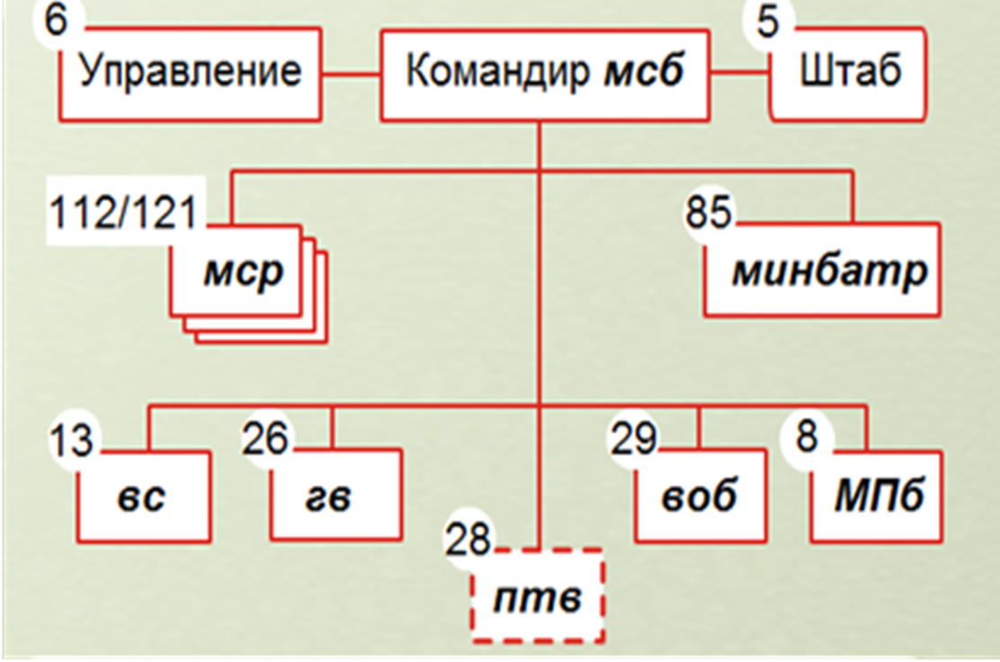 6
Управление
Командир мсб
5
Штаб
112/121
мср
85
минбатр
13
вс
26
гв
28
птв
29
воб
8
МПб